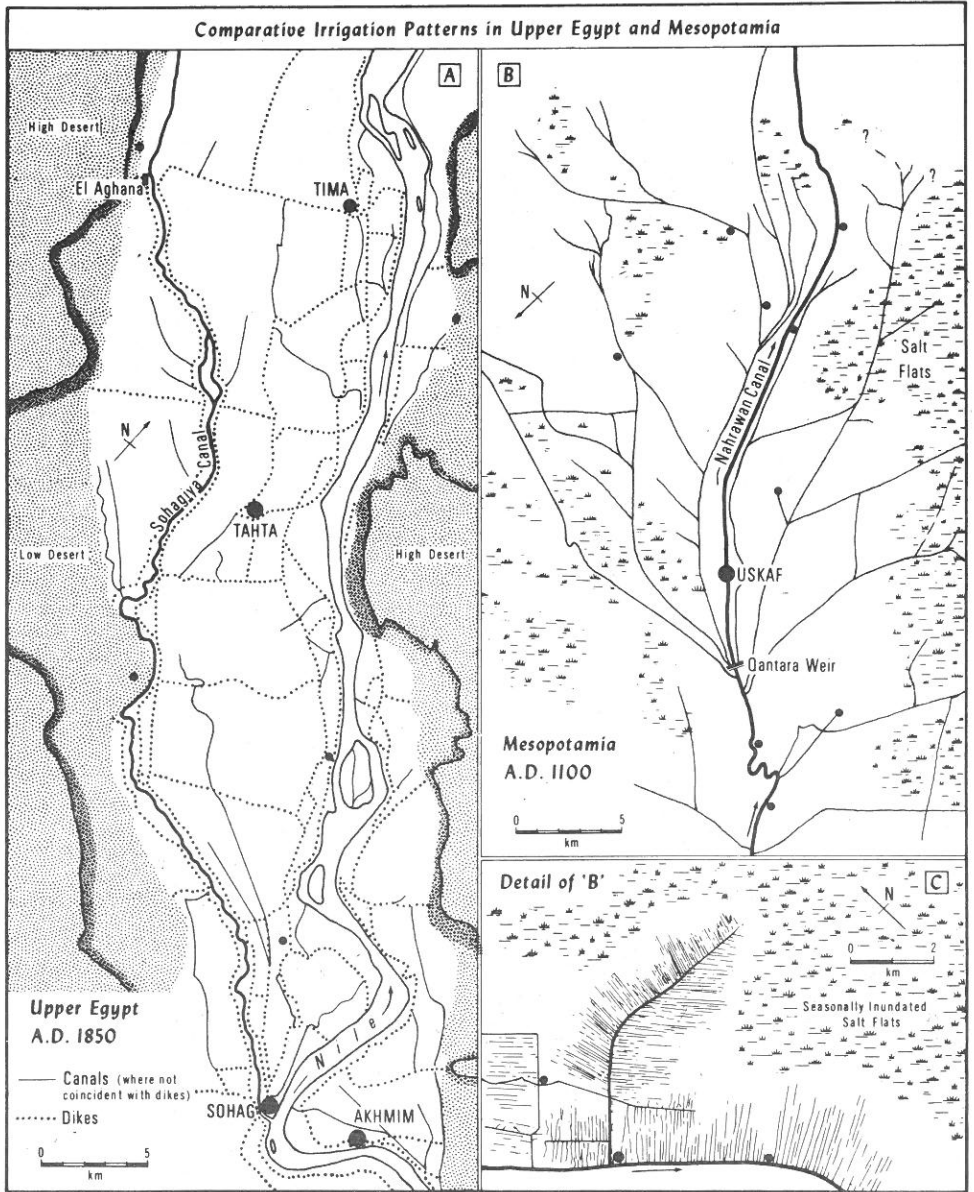 Comparative Irrigation Patterns in Upper Egypt and Mesopotamia
A
High Desert
El Aghana
TIMA
N
Sohagiya Canal
TAHTA
Low Desert
High Desert
Upper Egypt
A.D. 1850
Canals (where not
coincident with dikes)
Dikes
0 5
km
Nile
SOHAG
AKHMIM
B
?
?
N
Salt
Flats
Nahrawan Canal
USKAF
Qantara Weir
Mesopotamia
A.D. 1100
0 5
km
Detail of 'B'
C
N
0 2
km
Seasonally Inundated
Salt Flats